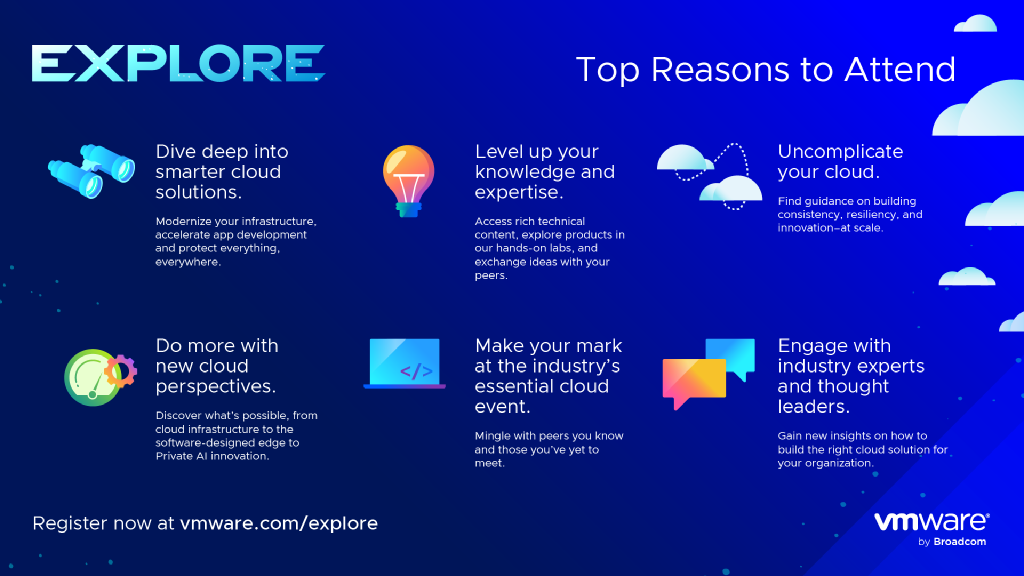 EXPLORE
Top Reasons to Attend
Dive deep into
smarter cloud
solutions.
Modernize your infrastructure,
accelerate app development
and protect everything,
everywhere.
Level up your
knowledge and
expertise.
Access rich technical
content, explore products in
our hands-on labs, and
exchange ideas with your
peers.
Uncomplicate
your cloud.
Find guidance on building
consistency, resiliency, and
innovation–at scale.
Do more with
new cloud
perspectives.
Discover what's possible, from
cloud infrastructure to the
software-designed edge to
Private AI innovation.
</>
Make your mark
at the industry's
essential cloud
event.
Mingle with peers you know
and those you've yet to
meet.
Engage with
industry experts
and thought
leaders.
Gain new insights on how to
build the right cloud solution for
your organization.
Register now at vmware.com/explore
vmware®
by Broadcom